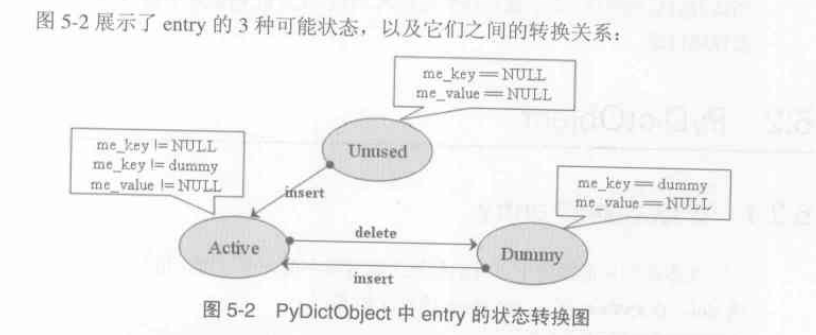 图 5-2 展示了 entry 的 3 种可能状态，以及它们之间的转换关系：
me_key == NULL
me_value == NULL
Unused
me_key != NULL
me_key != dummy
me_value != NULL
insert
me_key == dummy
me_value == NULL
Active
delete
Dummy
insert
图 5-2 PyDictObject 中 entry 的状态转换图